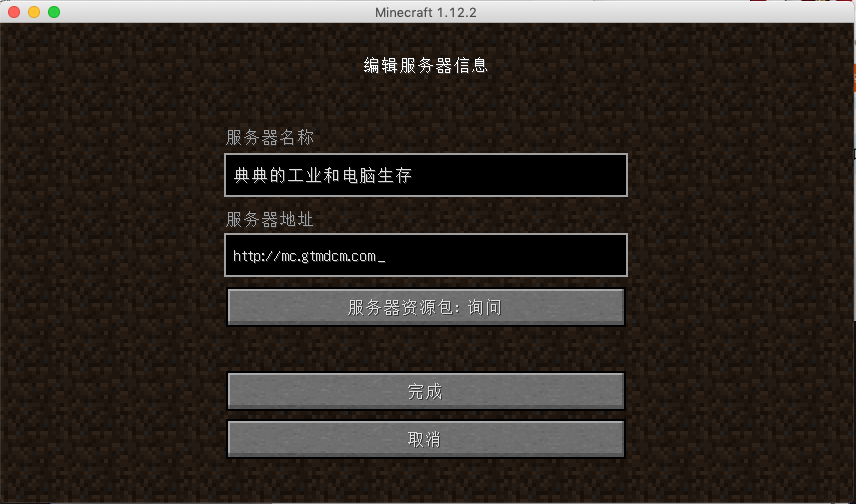 Minecraft 1.12.2
编辑服务器信息
服务器名称
典典的工业和电脑生存
服务器地址
http://mc.gtmdcm.com_
服务器资源包: 询问
完成
取消